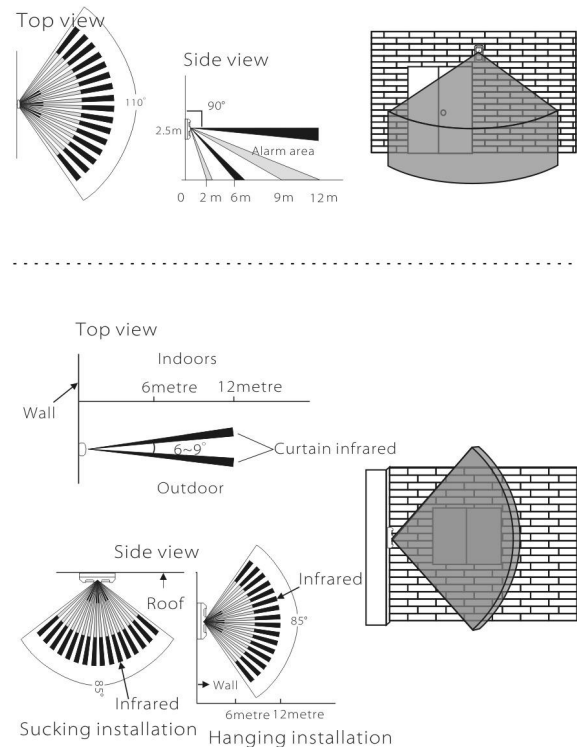 Top view
110°
Side view
90°
2.5m
Alarm area
0 2m 6m 9m 12m
Top view
Indoors
6metre 12metre
Wall
6~9°
Curtain infrared
Outdoor
Side view
Roof
Infrared
85°
85°
Infrared
Wall
6metre 12metre
Sucking installation
Hanging installation